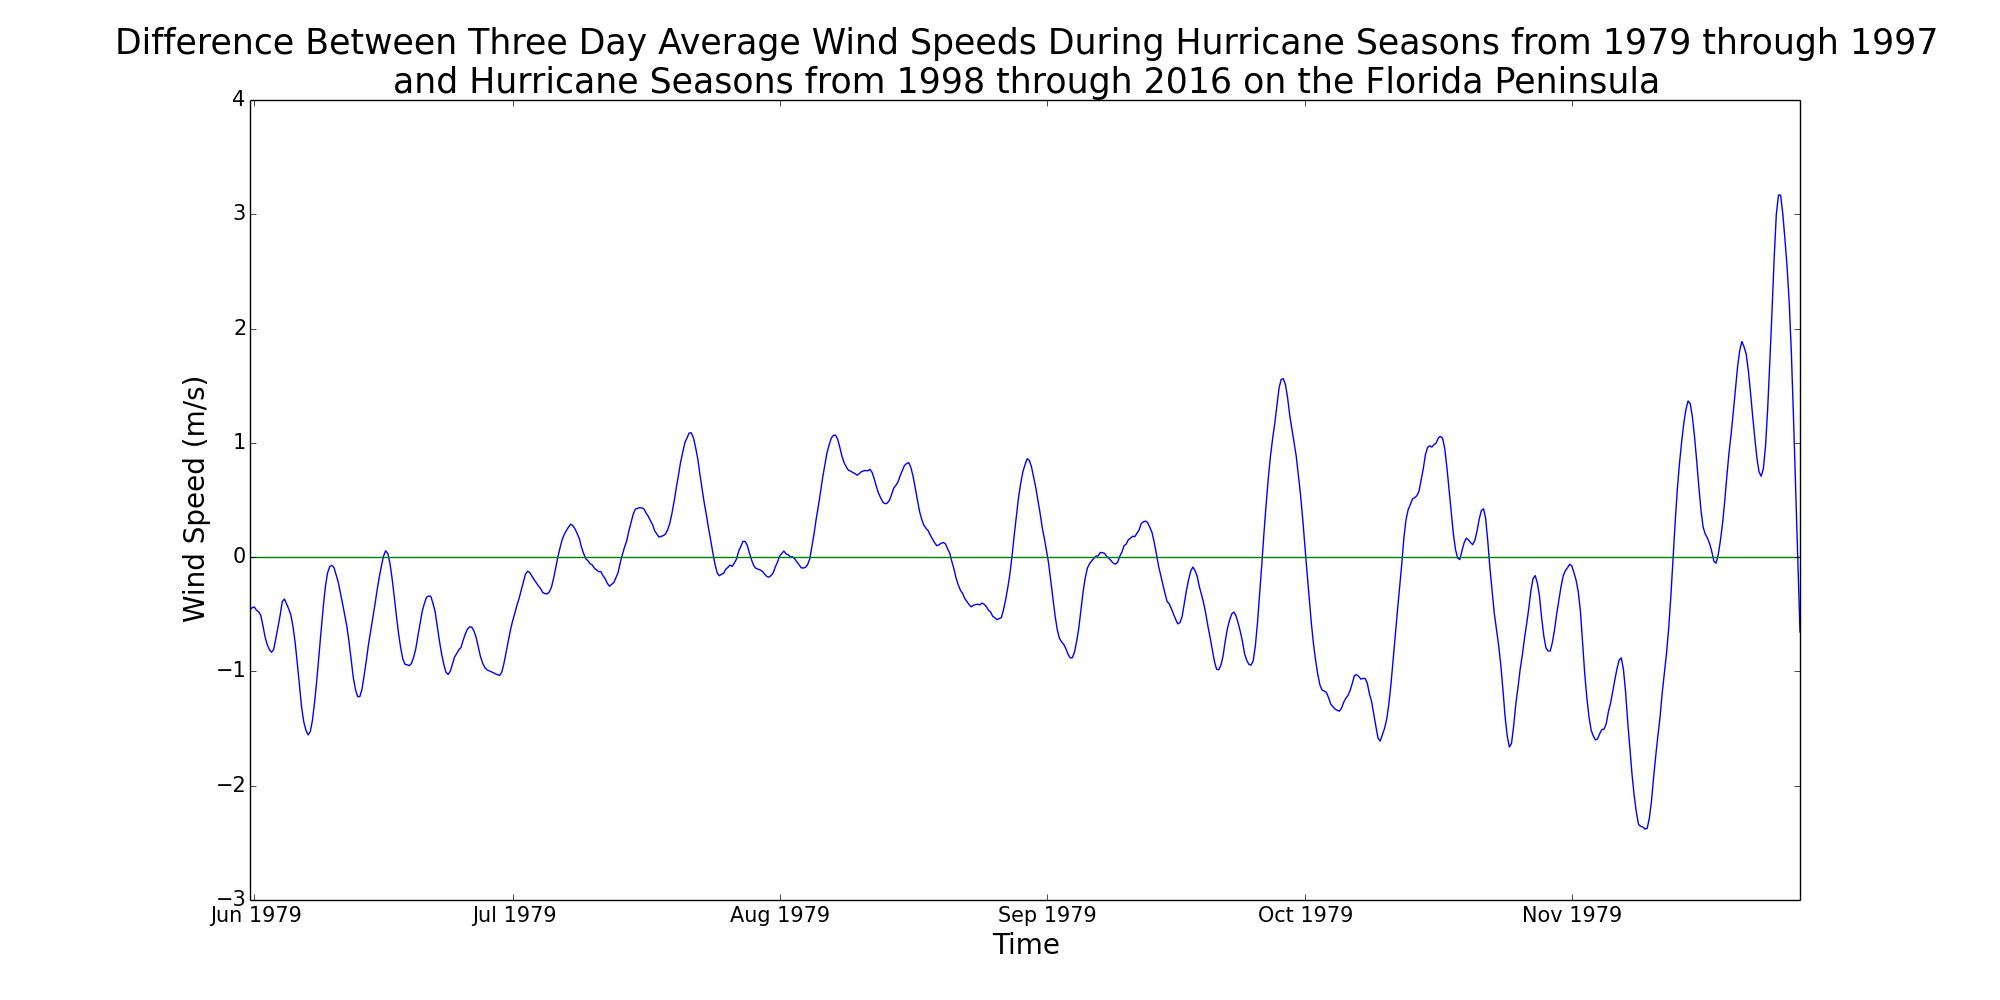 Difference Between Three Day Average Wind Speeds During Hurricane Seasons from 1979 through 1997
and Hurricane Seasons from 1998 through 2016 on the Florida Peninsula
4
3
2
1
0
−1
−2
−3
Wind Speed (m/s)
Jun 1979 Jul 1979 Aug 1979 Sep 1979 Oct 1979 Nov 1979
Time